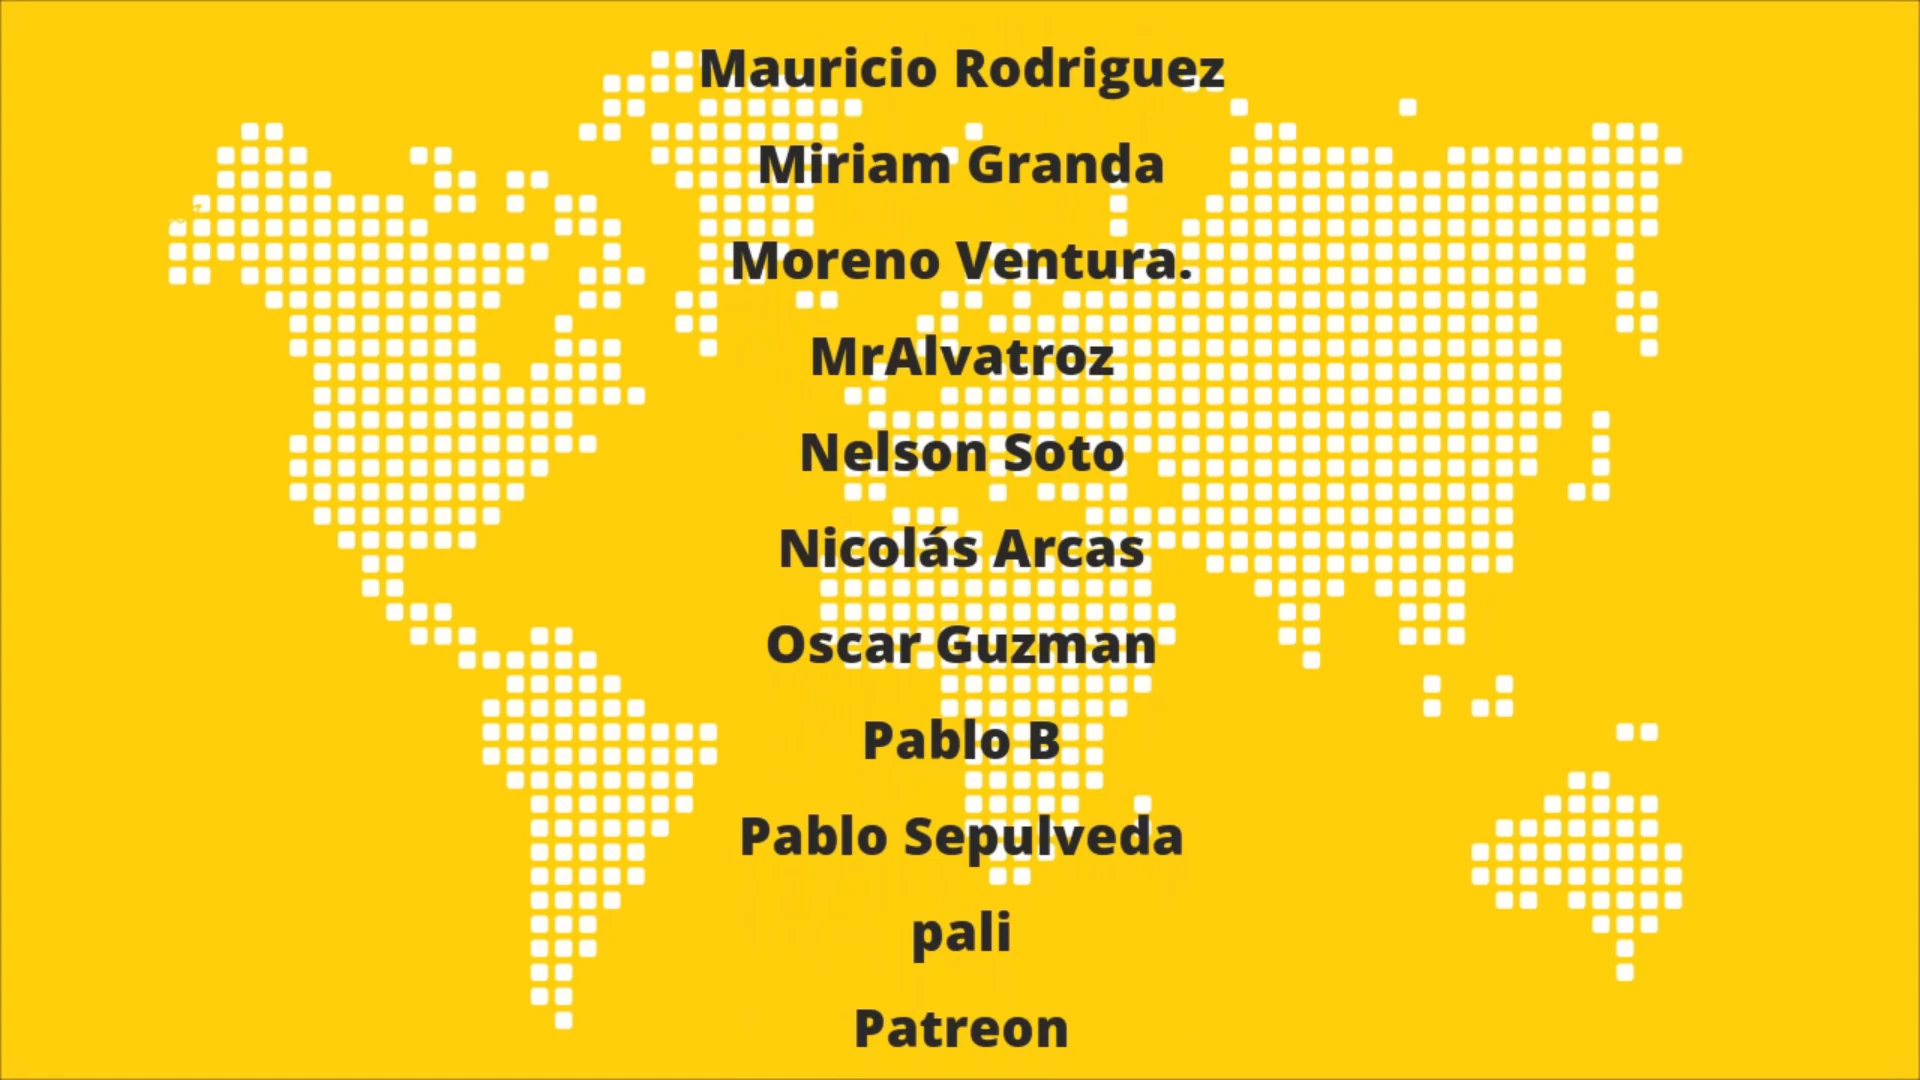 Mauricio Rodriguez
Miriam Granda
Moreno Ventura.
MrAlvatroz
Nelson Soto
Nicolás Arcas
Oscar Guzman
Pablo B
Pablo Sepulveda
pali
Patreon